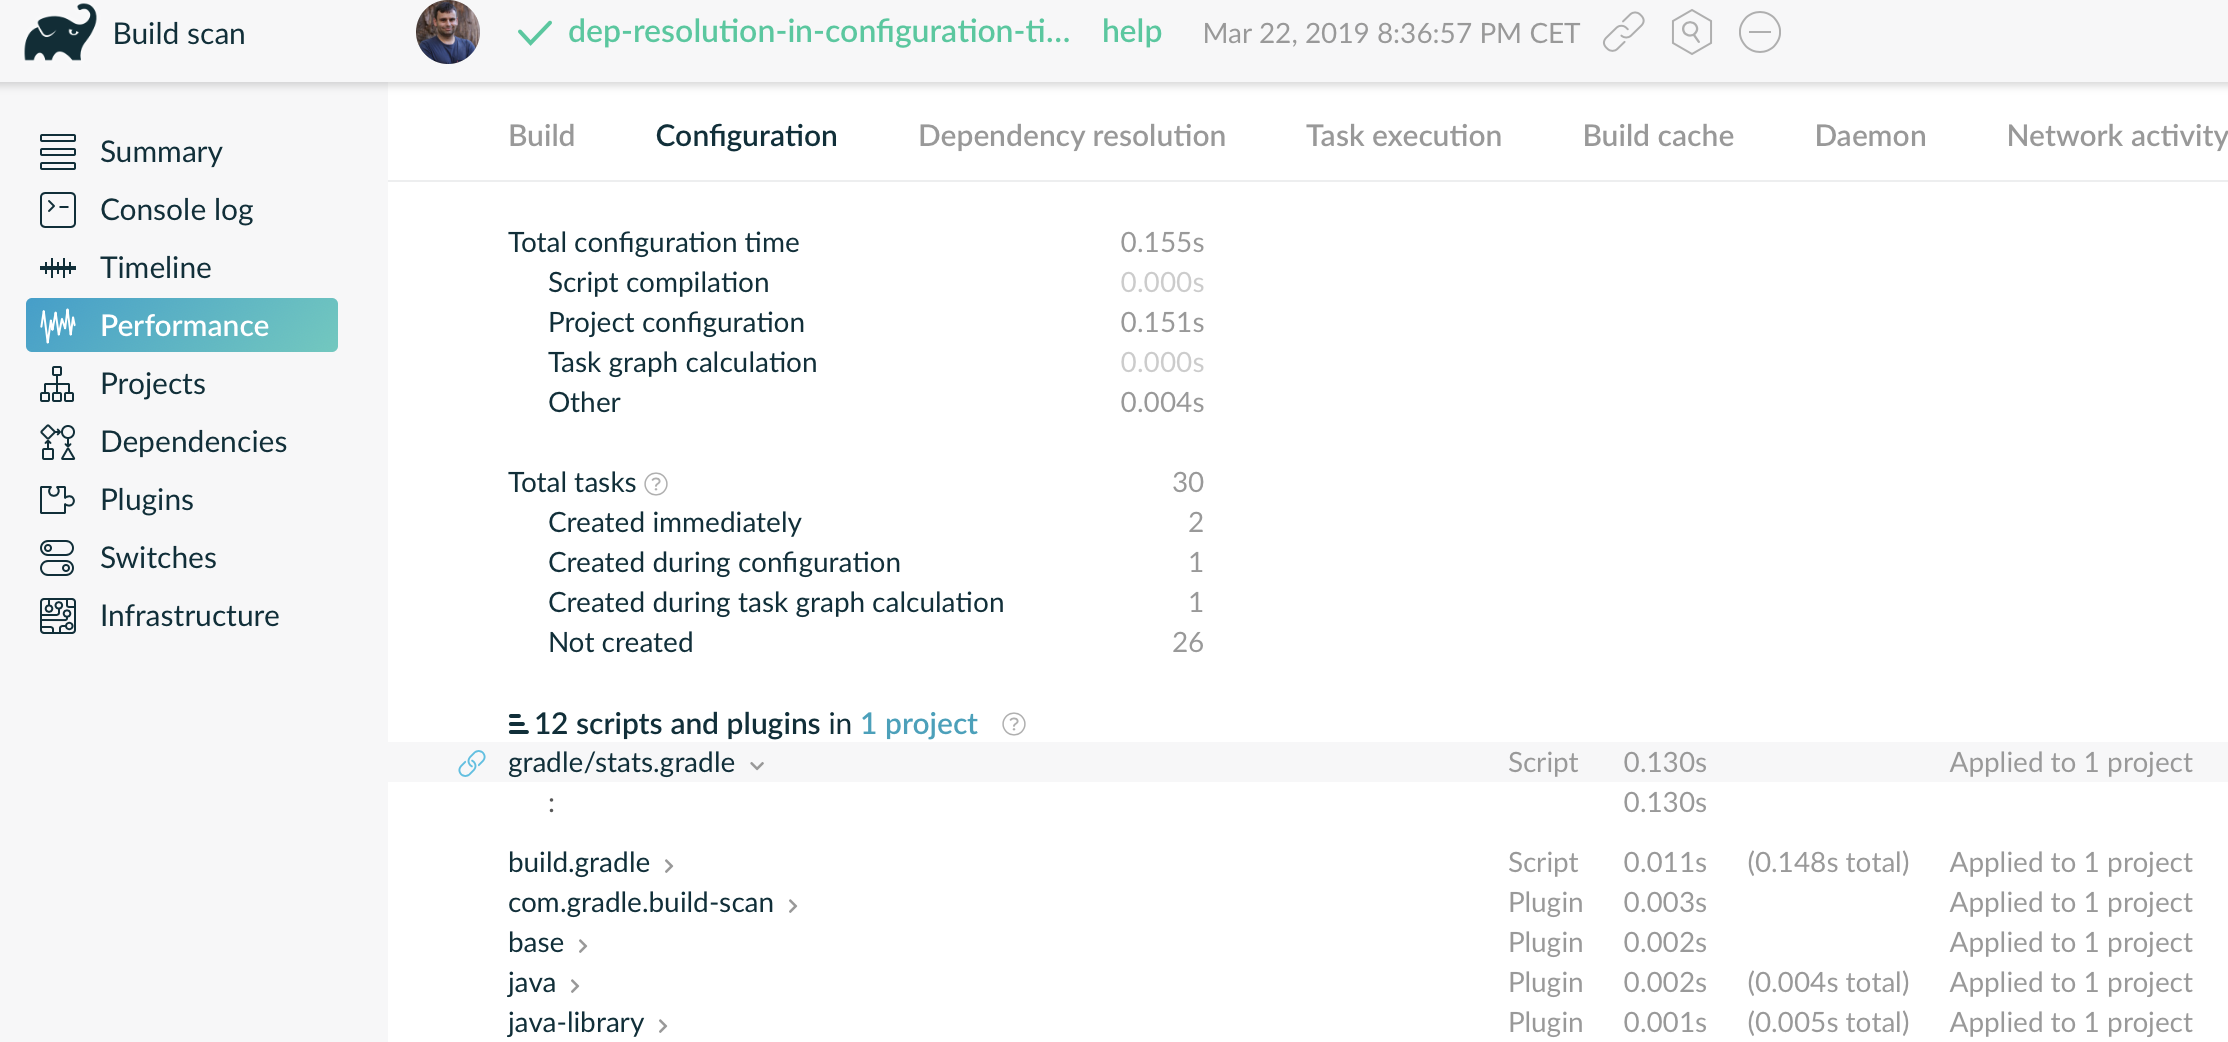 Build scan
dep-resolution-in-configuration-ti... help Mar 22, 2019 8:36:57 PM CET
Summary
Console log
Timeline
Performance
Projects
Dependencies
Plugins
Switches
Infrastructure
Build Configuration Dependency resolution Task execution Build cache Daemon Network activity
Total configuration time 0.155s
Script compilation 0.000s
Project configuration 0.151s
Task graph calculation 0.000s
Other 0.004s
Total tasks ? 30
Created immediately 2
Created during configuration 1
Created during task graph calculation 1
Not created 26
12 scripts and plugins in 1 project ?
gradle/stats.gradle Script 0.130s Applied to 1 project
: 0.130s
build.gradle Script 0.011s (0.148s total) Applied to 1 project
com.gradle.build-scan Plugin 0.003s Applied to 1 project
base Plugin 0.002s Applied to 1 project
java Plugin 0.002s (0.004s total) Applied to 1 project
java-library Plugin 0.001s (0.005s total) Applied to 1 project